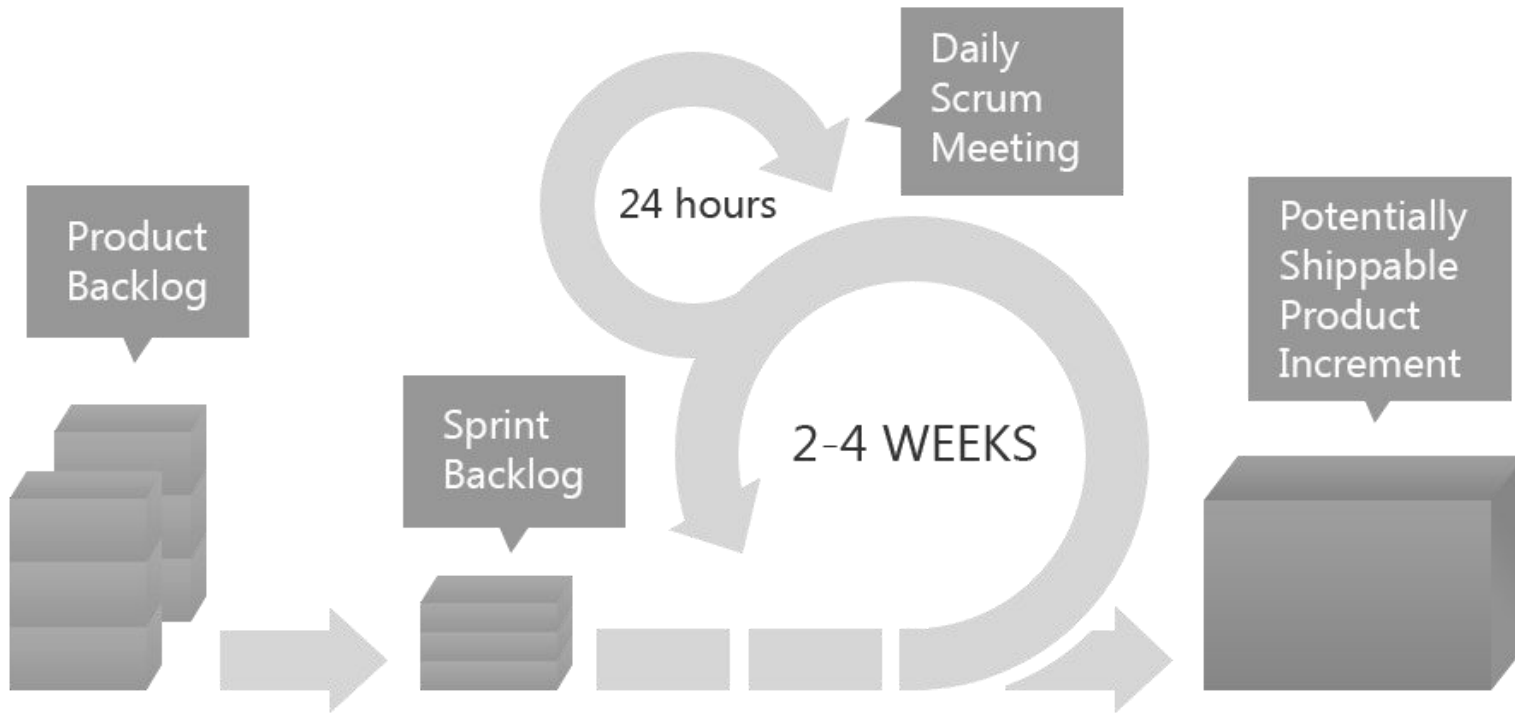 Product
Backlog
Sprint
Backlog
24 hours
Daily
Scrum
Meeting
2-4 WEEKS
Potentially
Shippable
Product
Increment